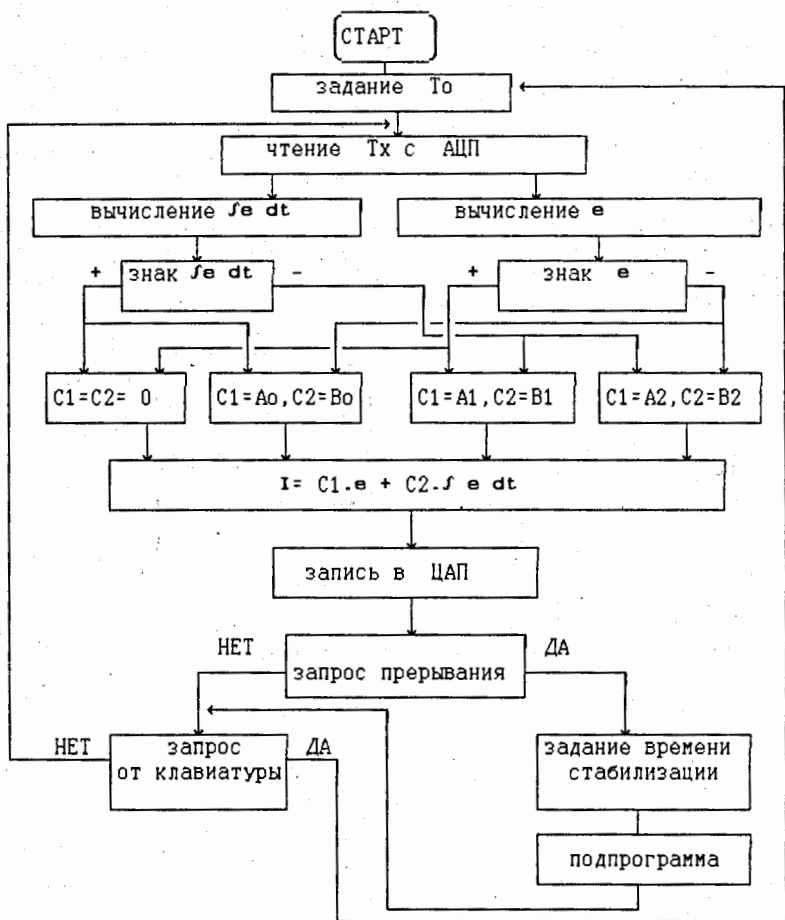 СТАРТ
задание То
чтение Тх с АЦП
вычисление ∫e dt
вычисление e
+
знак ∫e dt
-
+
знак e
-
C1=C2= 0
C1=Ao,C2=Bo
C1=A1,C2=B1
C1=A2,C2=B2
I= C1.e + C2.∫ e dt
запись в ЦАП
НЕТ
ДА
запрос прерывания
НЕТ
запрос
от клавиатуры
ДА
задание времени
стабилизации
подпрограмма